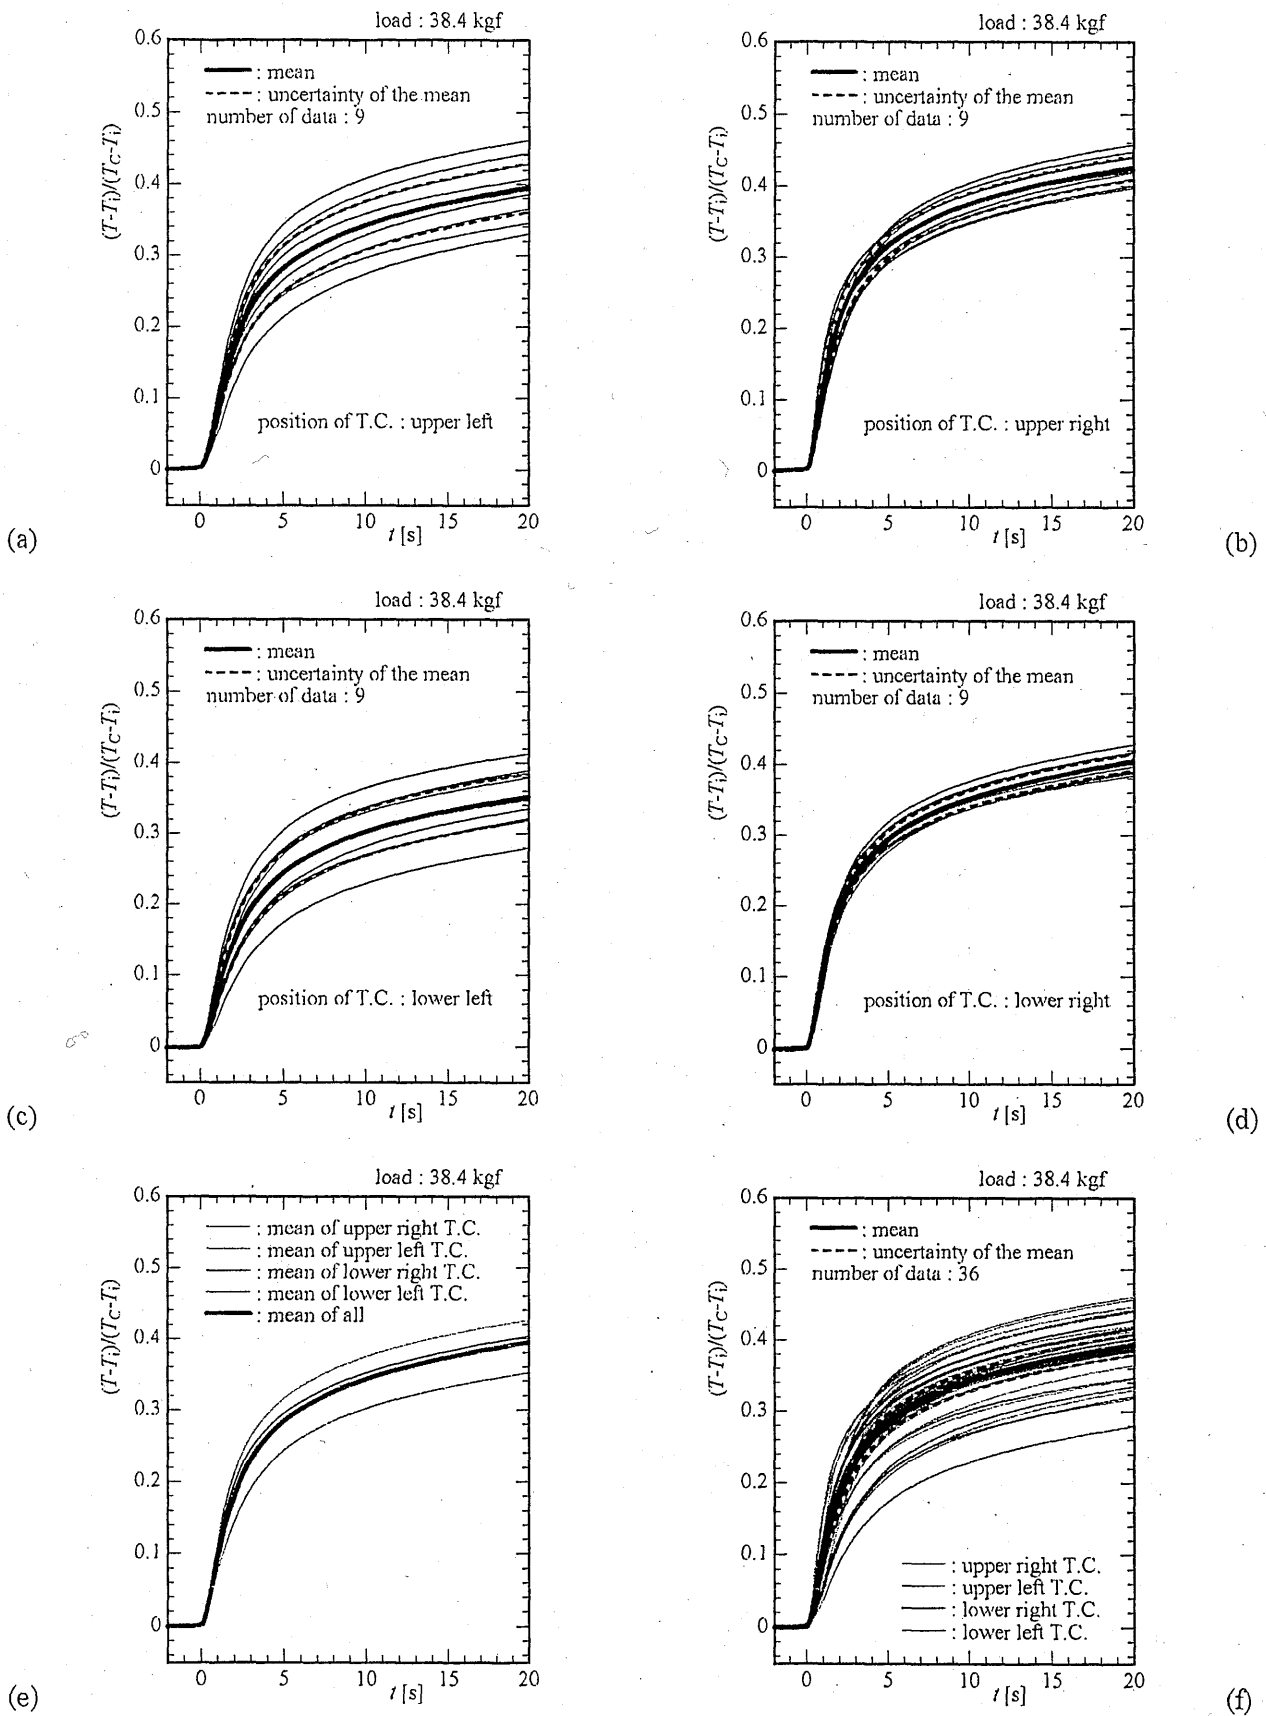 load : 38.4 kgf
0.6
: mean
: uncertainty of the mean
number of data : 9
0.5
0.4
0.3
0.2
0.1
0
(T-Ti)/(TC-Ti)
position of T.C. : upper left
0 5 10 15 20
t [s]
(a)
load : 38.4 kgf
0.6
: mean
: uncertainty of the mean
number of data : 9
0.5
0.4
0.3
0.2
0.1
0
(T-Ti)/(TC-Ti)
position of T.C. : upper right
0 5 10 15 20
t [s]
(b)
load : 38.4 kgf
0.6
: mean
: uncertainty of the mean
number of data : 9
0.5
0.4
0.3
0.2
0.1
0
(T-Ti)/(TC-Ti)
position of T.C. : lower left
0 5 10 15 20
t [s]
(c)
load : 38.4 kgf
0.6
: mean
: uncertainty of the mean
number of data : 9
0.5
0.4
0.3
0.2
0.1
0
(T-Ti)/(TC-Ti)
position of T.C. : lower right
0 5 10 15 20
t [s]
(d)
load : 38.4 kgf
0.6
: mean of upper right T.C.
: mean of upper left T.C.
: mean of lower right T.C.
: mean of lower left T.C.
: mean of all
0.5
0.4
0.3
0.2
0.1
0
(T-Ti)/(TC-Ti)
0 5 10 15 20
t [s]
(e)
load : 38.4 kgf
0.6
: mean
: uncertainty of the mean
number of data : 36
0.5
0.4
0.3
0.2
0.1
0
(T-Ti)/(TC-Ti)
: upper right T.C.
: upper left T.C.
: lower right T.C.
: lower left T.C.
0 5 10 15 20
t [s]
(f)